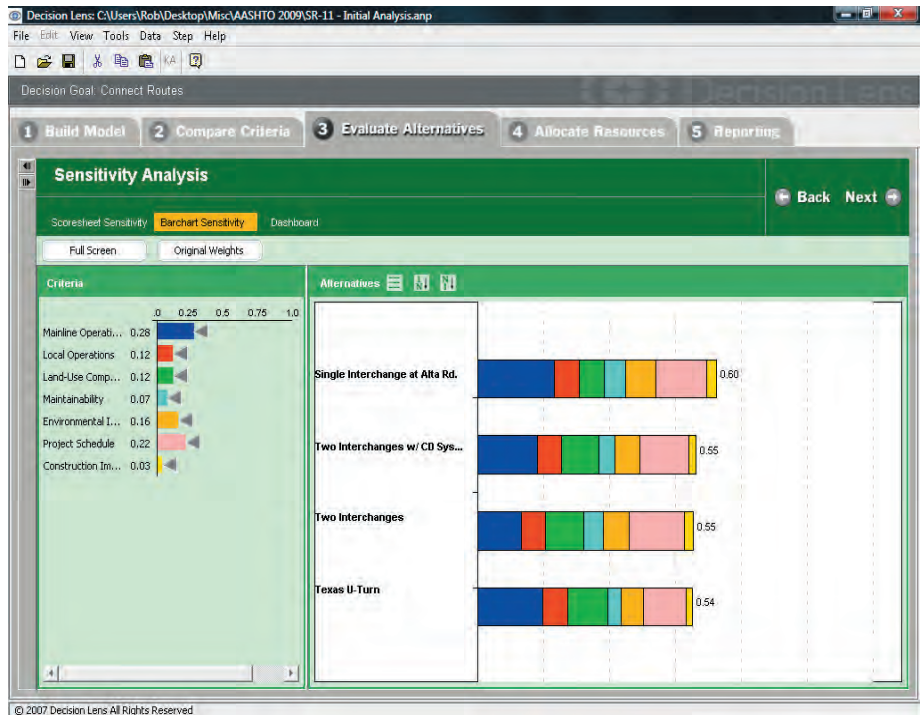 Decision Lens: C:\Users\Rob\Desktop\Misc\AASHTO 2009\SR-11 - Initial Analysis.anp
File Edit View Tools Data Step Help
KA
Decision Goal: Connect Routes
Decision Lens
1 Build Model 2 Compare Criteria 3 Evaluate Alternatives 4 Allocate Resources 5 Reporting
Sensitivity Analysis
Back Next
Scoresheet Sensitivity Barchart Sensitivity Dashboard
Full Screen Original Weights
Criteria
Alternatives
.0 0.25 0.5 0.75 1.0
Mainline Operati... 0.28
Local Operations 0.12
Land-Use Comp... 0.12
Maintainability 0.07
Environmental I... 0.16
Project Schedule 0.22
Construction Im... 0.03
Single Interchange at Alta Rd. 0.60
Two Interchanges w/ CD Sys... 0.55
Two Interchanges 0.55
Texas U-Turn 0.54
© 2007 Decision Lens All Rights Reserved